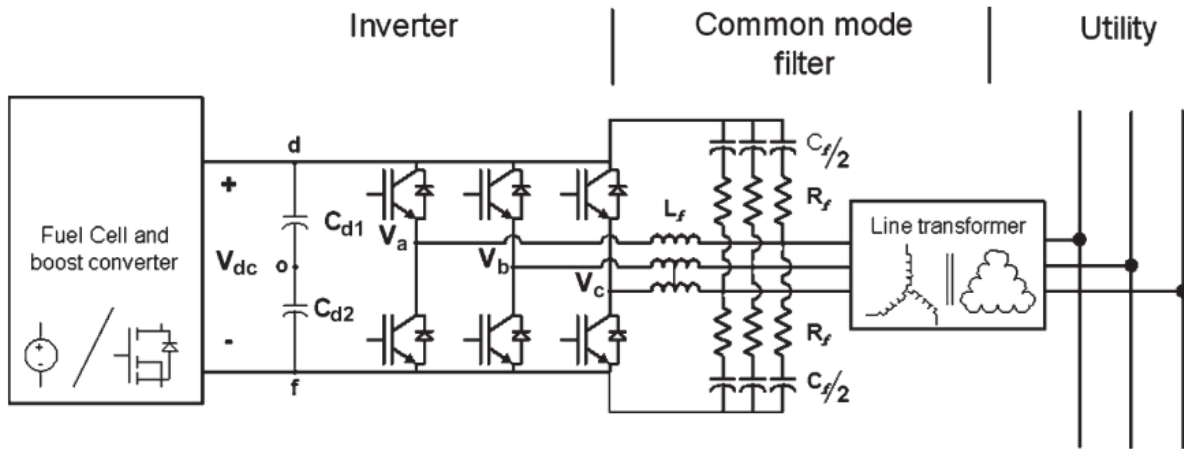 Inverter
Common mode
filter
Utility
d
+
C_f/2
R_f
L_f
Line transformer
C_d1
V_a
Fuel Cell and
boost converter
V_dc
o
V_b
V_c
C_d2
R_f
-
f
C_f/2
+
-